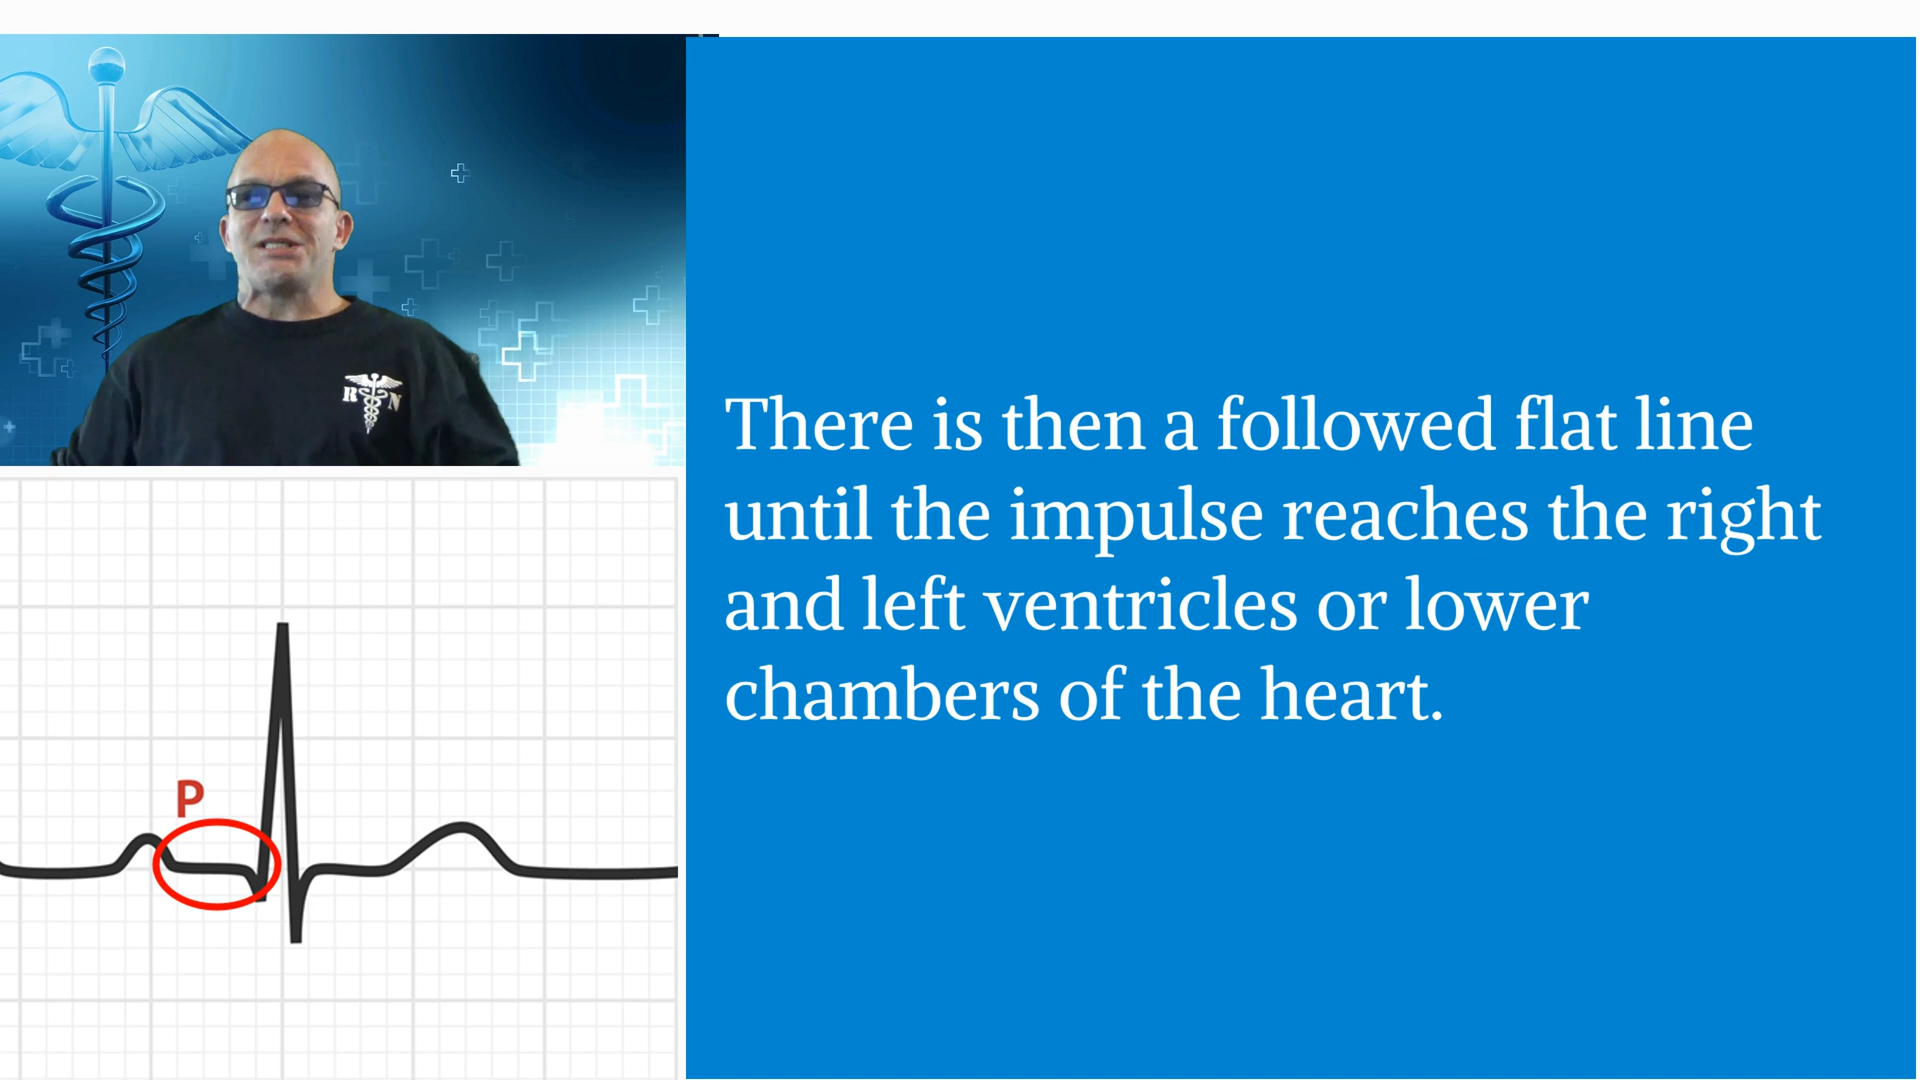 R N
There is then a followed flat line
until the impulse reaches the right
and left ventricles or lower
chambers of the heart.
P